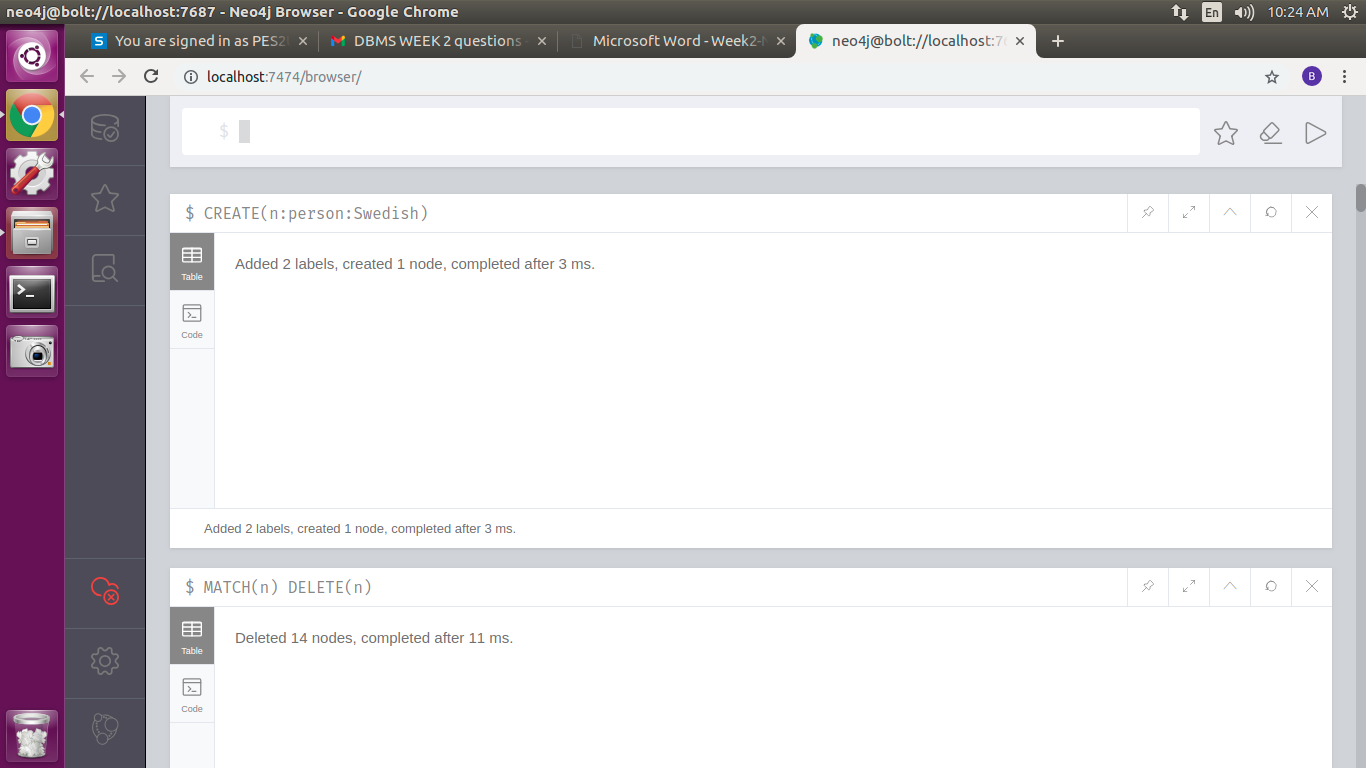 neo4j@bolt://localhost:7687 - Neo4j Browser - Google Chrome
En
10:24 AM
You are signed in as PES2
DBMS WEEK 2 questions
Microsoft Word - Week2-
neo4j@bolt://localhost:7
localhost:7474/browser/
B
$
$ CREATE(n:person:Swedish)
Table
Added 2 labels, created 1 node, completed after 3 ms.
Code
Added 2 labels, created 1 node, completed after 3 ms.
$ MATCH(n) DELETE(n)
Table
Deleted 14 nodes, completed after 11 ms.
Code